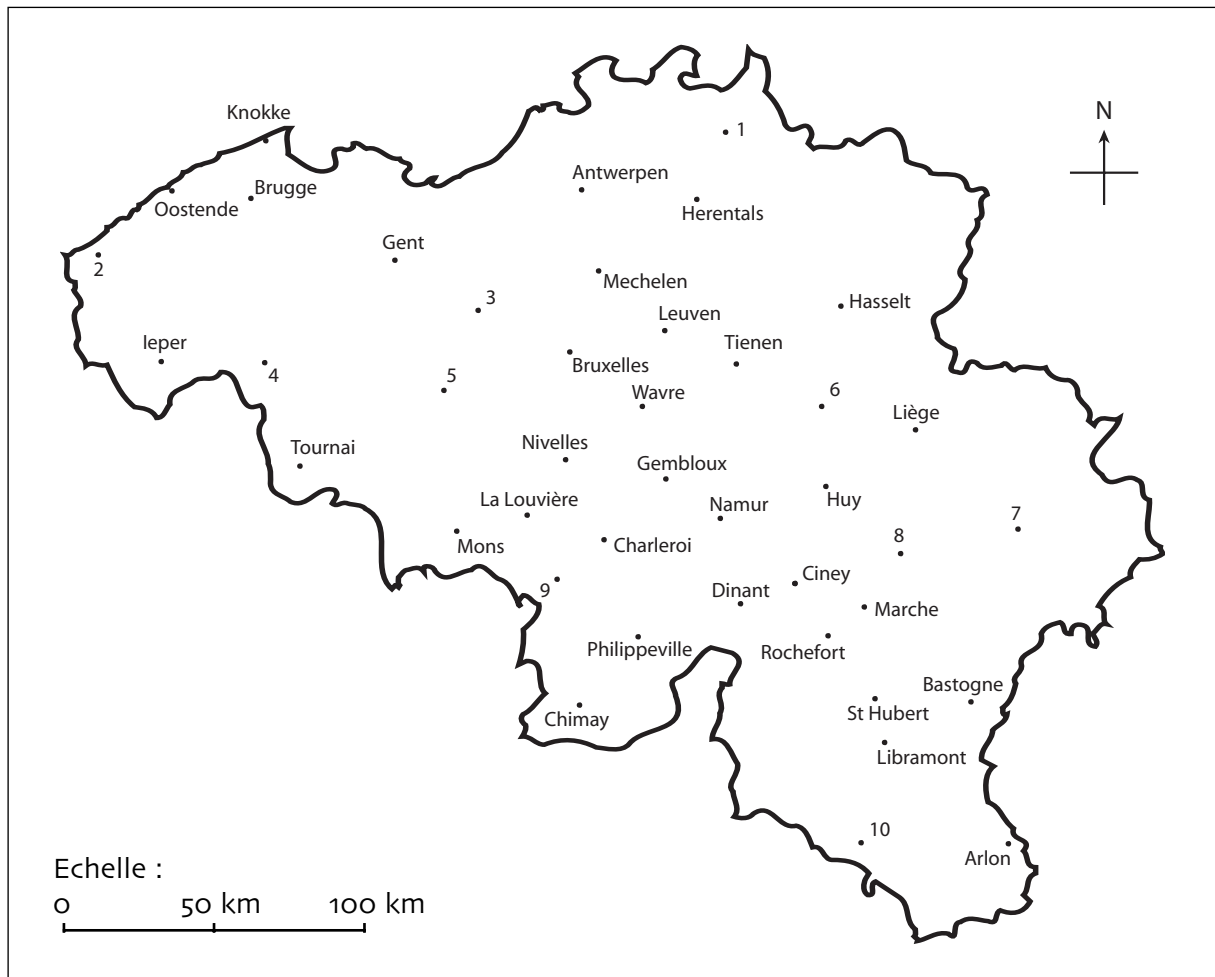 Knokke
N
1
Antwerpen
Brugge
Oostende
Herentals
Gent
2
Mechelen
3
Hasselt
Leuven
Ieper
Tienen
Bruxelles
4
5
Wavre
6
Liège
Tournai
Nivelles
Gembloux
La Louvière
Namur
Huy
7
Mons
Charleroi
8
Ciney
9
Dinant
Marche
Philippeville
Rochefort
Bastogne
Chimay
St Hubert
Libramont
10
Arlon
Echelle :
0 50 km 100 km